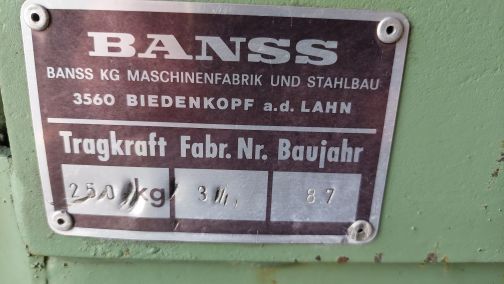 BANSS
BANSS KG MASCHINENFABRIK UND STAHLBAU
3560 BIEDENKOPF a.d. LAHN
Tragkraft Fabr. Nr. Baujahr
250 kg 87